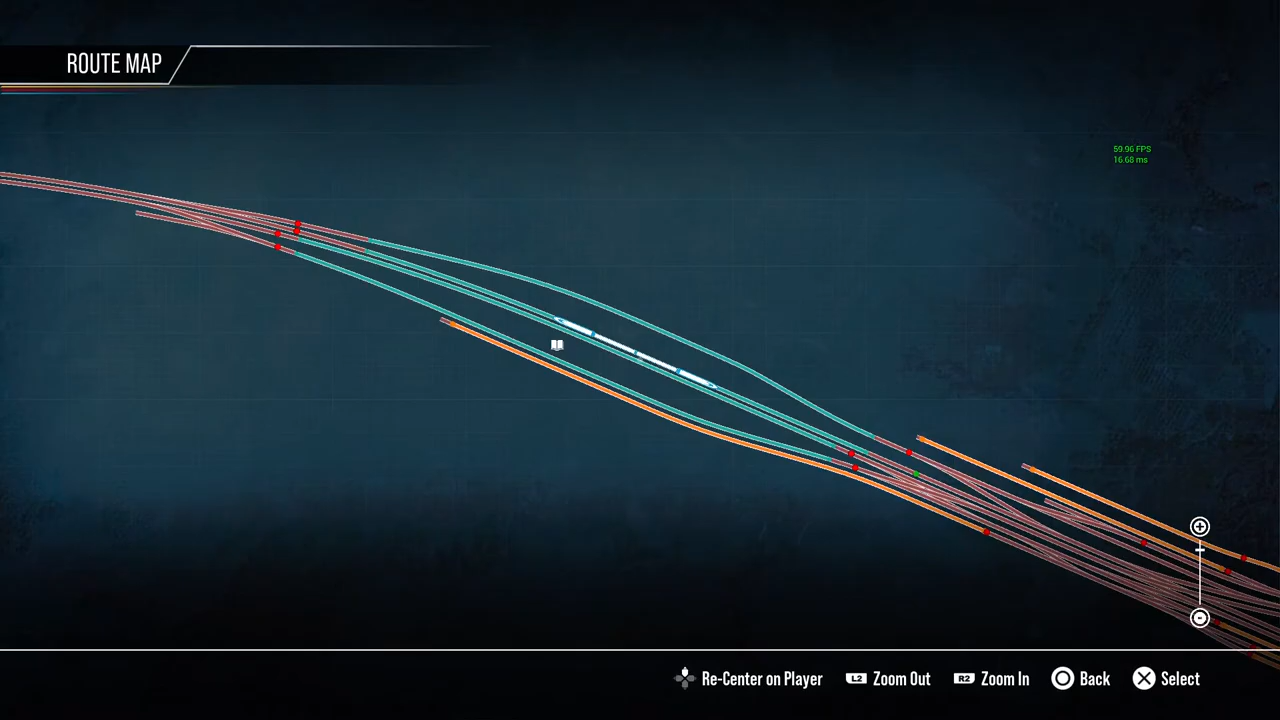 ROUTE MAP
59.96 FPS
16.68 ms
Re-Center on Player L2 Zoom Out R2 Zoom In Back Select